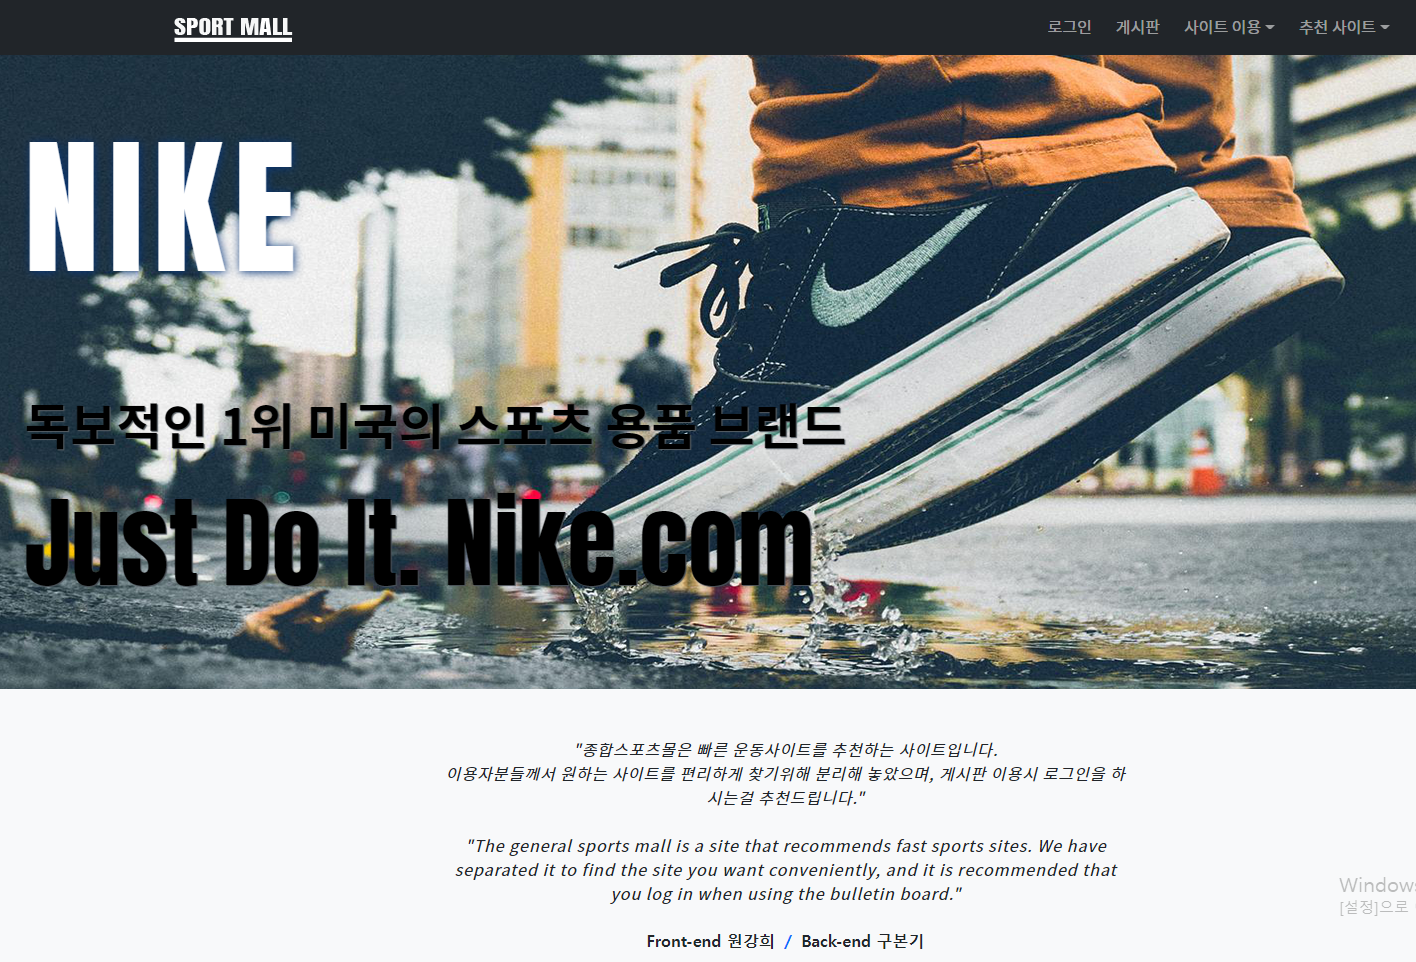 SPORT MALL
로그인 게시판 사이트 이용 추천 사이트
NIKE
독보적인 1위 미국의 스포츠 용품 브랜드
Just Do It. Nike.com
"종합스포츠몰은 빠른 운동사이트를 추천하는 사이트입니다.
이용자분들께서 원하는 사이트를 편리하게 찾기위해 분리해 놓았으며, 게시판 이용시 로그인을 하
시는걸 추천드립니다."
"The general sports mall is a site that recommends fast sports sites. We have
separated it to find the site you want conveniently, and it is recommended that
you log in when using the bulletin board."
Windows
[설정]으로
Front-end 원강희 / Back-end 구본기